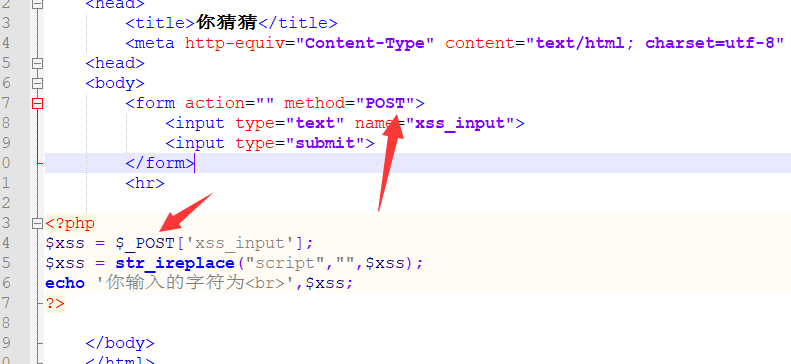 2 <head>
3 <title>你猜猜</title>
4 <meta http-equiv="Content-Type" content="text/html; charset=utf-8"
5 <head>
6 <body>
7 <form action="" method="POST">
8 <input type="text" name="xss_input">
9 <input type="submit">
0 </form>
1 <hr>
2
3 <?php
4 $xss = $_POST['xss_input'];
5 $xss = str_ireplace("script","",$xss);
6 echo '你输入的字符为<br>',$xss;
7 ?>
8
9 </body>
0 </html>